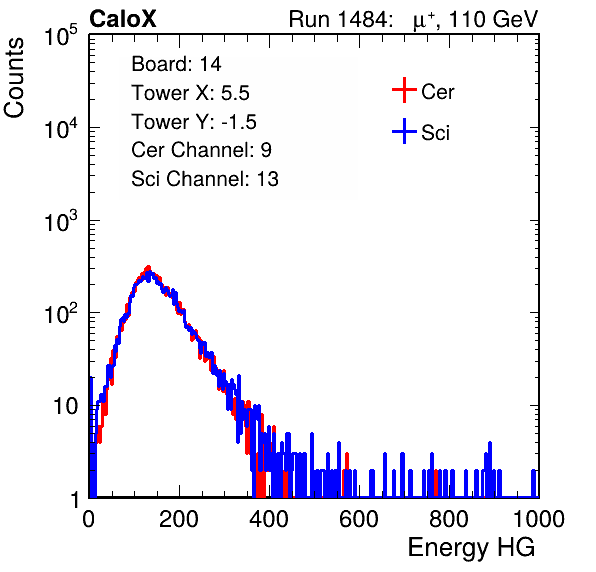 CaloX Run 1484: μ⁺, 110 GeV
Board: 14
Tower X: 5.5
Tower Y: -1.5
Cer Channel: 9
Sci Channel: 13
Cer
Sci
Counts
10⁵
10⁴
10³
10²
10
1
0 200 400 600 800 1000
Energy HG